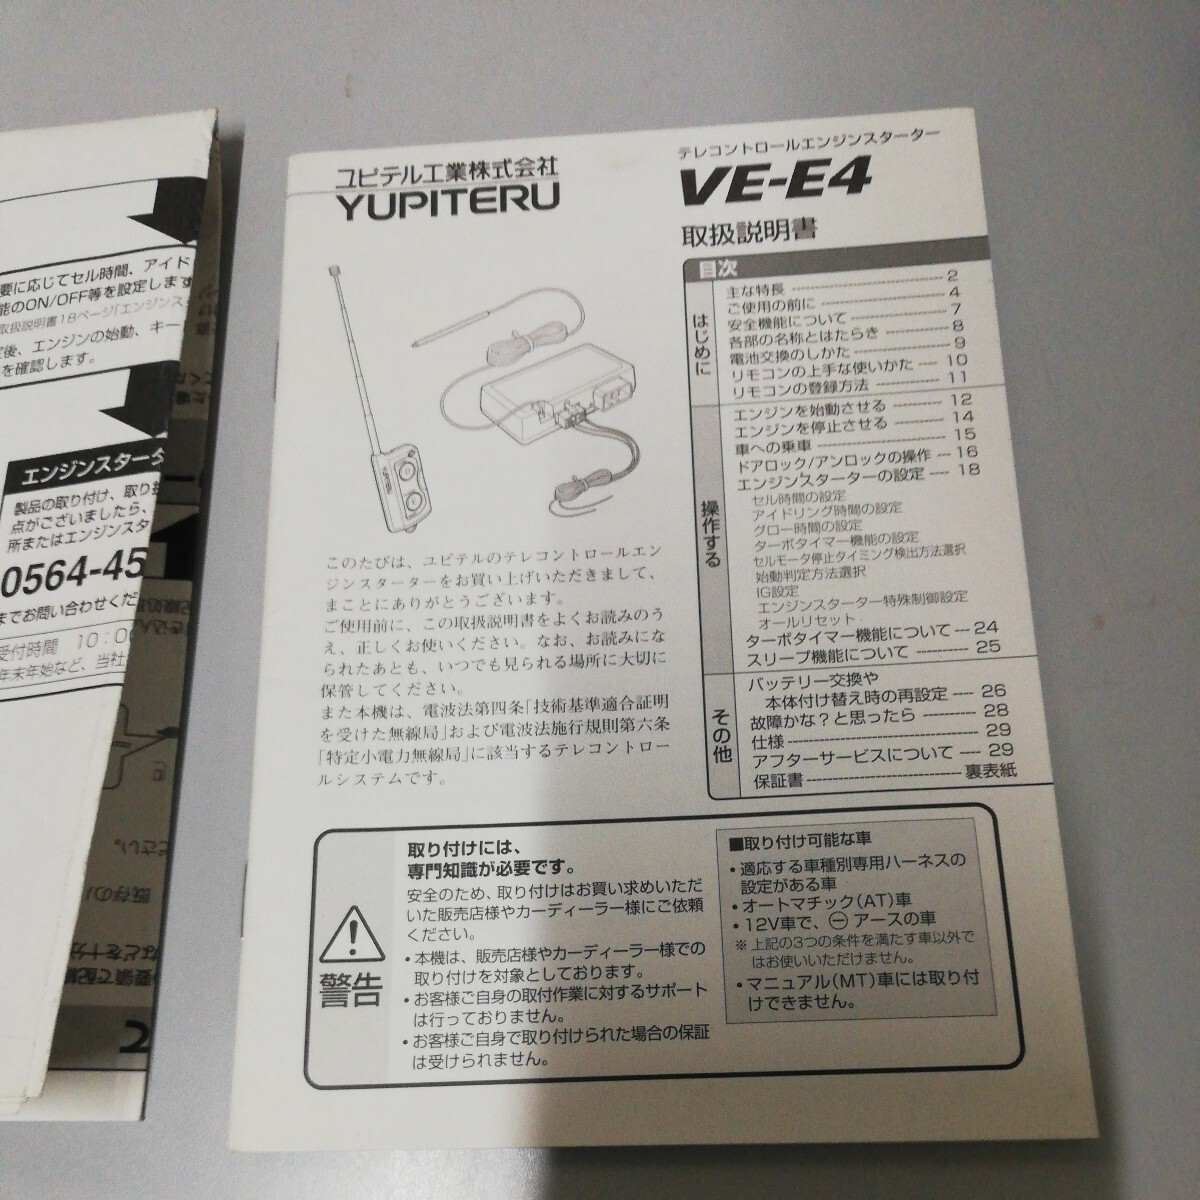 要に応じてセル時間、アイド
能のON/OFF等を設定します
取扱説明書18ページ「エンジンス
定後、エンジンの始動、キー
を確認します。
エンジンスタータ
製品の取り付け、取り扱
点がございましたら、
所またはエンジンスタ
0564-45
までお問い合わせくだ
受付時間 10:00
年末年始など、当社
ユピテル工業株式会社
YUPITERU
テレコントロールエンジンスターター
VE-E4
取扱説明書
目次
はじめに
主な特長 2
ご使用の前に 4
安全機能について 7
各部の名称とはたらき 8
電池交換のしかた 9
リモコンの上手な使いかた 10
リモコンの登録方法 11
操作する
エンジンを始動させる 12
エンジンを停止させる 14
車への乗車 15
ドアロック/アンロックの操作 16
エンジンスターターの設定 18
セル時間の設定
アイドリング時間の設定
グロー時間の設定
ターボタイマー機能の設定
セルモータ停止タイミング検出方法選択
始動判定方法選択
IG設定
エンジンスターター特殊制御設定
オールリセット
ターボタイマー機能について 24
スリープ機能について 25
その他
バッテリー交換や
本体付け替え時の再設定 26
故障かな?と思ったら 28
仕様 29
アフターサービスについて 29
保証書 裏表紙
このたびは、ユピテルのテレコントロールエン
ジンスターターをお買い上げいただきまして、
まことにありがとうございます。
ご使用前に、この取扱説明書をよくお読みのう
え、正しくお使いください。なお、お読みにな
られたあとも、いつでも見られる場所に大切に
保管してください。
また本機は、電波法第四条「技術基準適合証明
を受けた無線局」および電波法施行規則第六条
「特定小電力無線局」に該当するテレコントロー
ルシステムです。
警告
取り付けには、
専門知識が必要です。
安全のため、取り付けはお買い求めいただ
いた販売店様やカーディーラー様にご依頼
ください。
・本機は、販売店様やカーディーラー様での
取り付けを対象としております。
・お客様ご自身の取付作業に対するサポート
は行っておりません。
・お客様ご自身で取り付けられた場合の保証
は受けられません。
■取り付け可能な車
・適応する車種別専用ハーネスの
設定がある車
・オートマチック(AT)車
・12V車で、⊖アースの車
※上記の3つの条件を満たす車以外で
はお使いいただけません。
・マニュアル(MT)車には取り付
けできません。